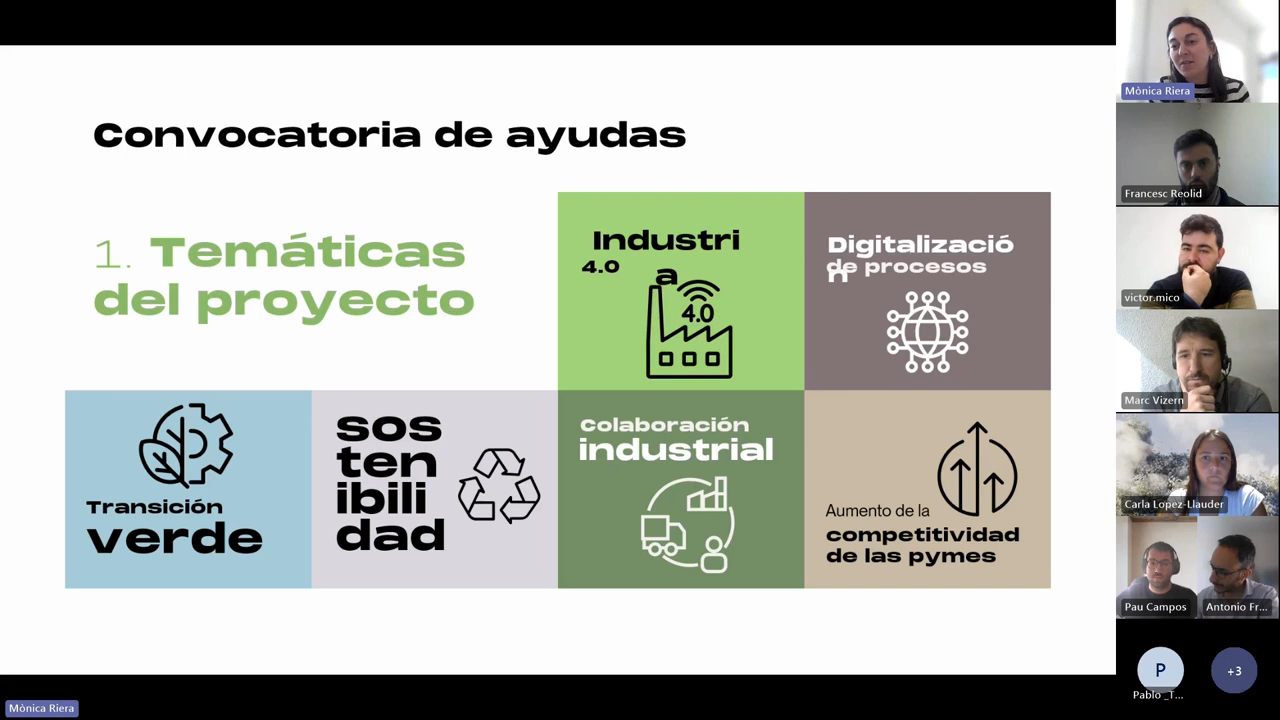 Convocatoria de ayudas
1. Temáticas
del proyecto
Industri
a
4.0
4.0
Digitalizació
n
de procesos
Transición
verde
sos
ten
ibili
dad
Colaboración
industrial
Aumento de la
competitividad
de las pymes
Mònica Riera
Francesc Reolid
victor.mico
Marc Vizern
Carla Lopez-Llauder
Pau Campos
Antonio Fr...
P
Pablo _T...
+3
Mònica Riera